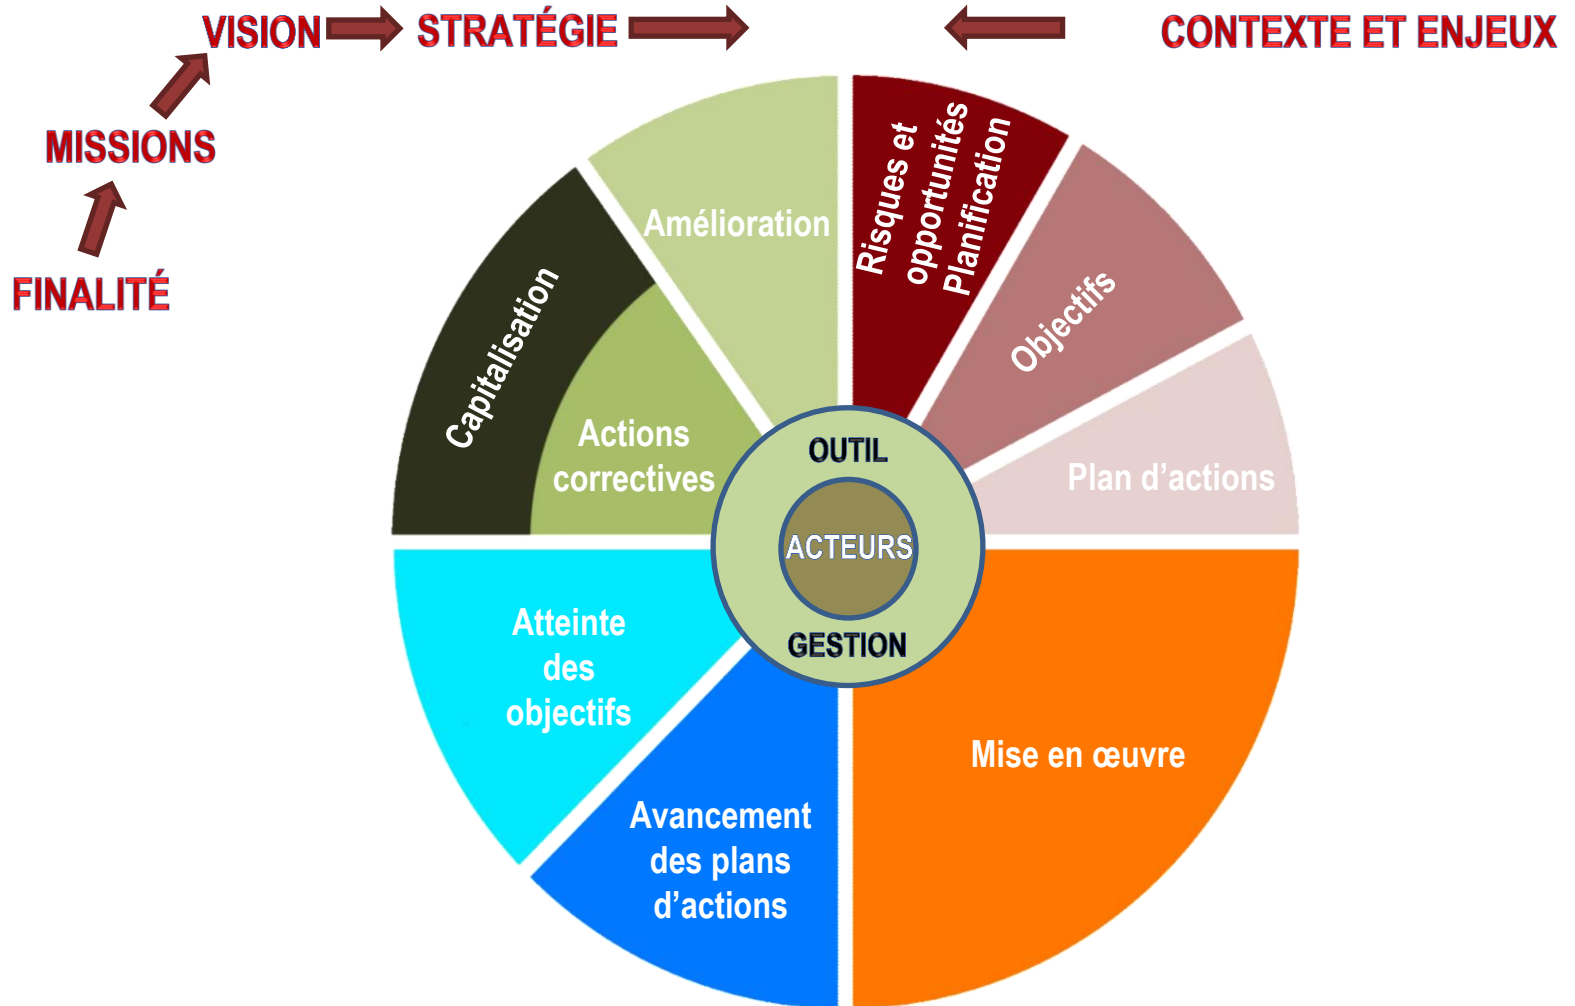 VISION
STRATÉGIE
CONTEXTE ET ENJEUX
MISSIONS
FINALITÉ
Risques et
opportunités
Planification
Objectifs
Plan d’actions
Mise en œuvre
Avancement
des plans
d’actions
Atteinte
des
objectifs
Capitalisation
Actions
correctives
Amélioration
OUTIL
ACTEURS
GESTION